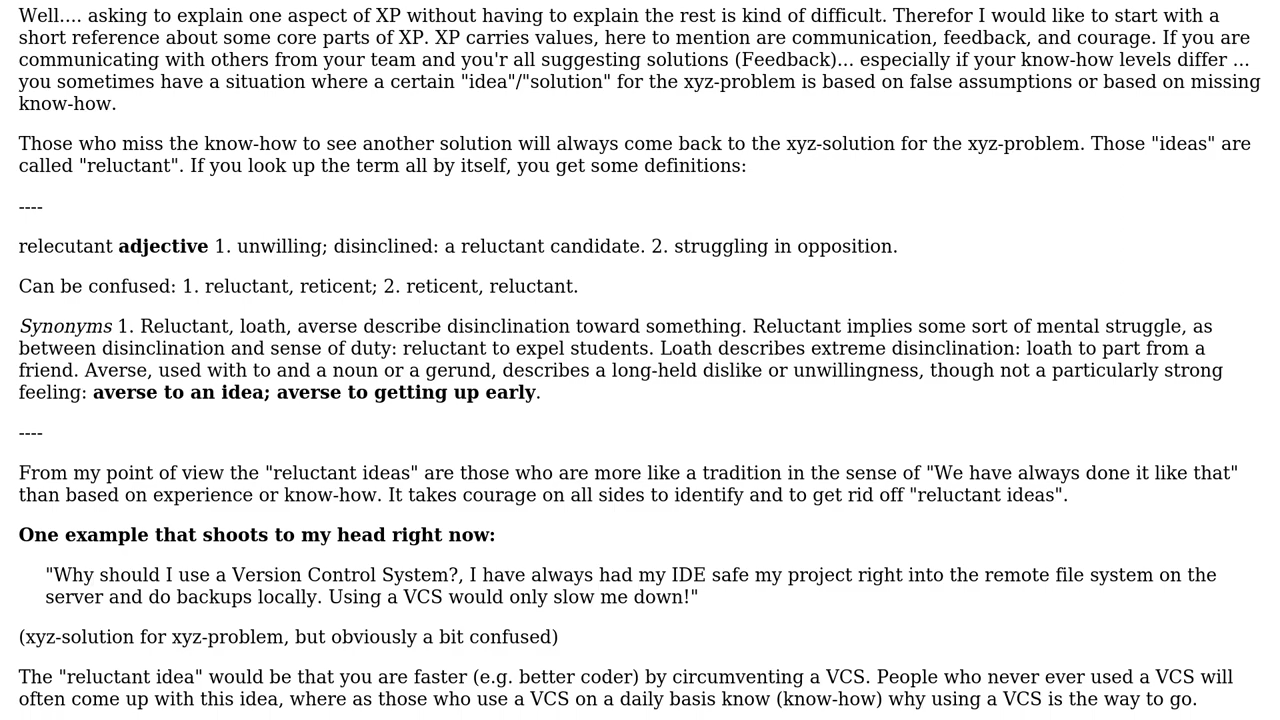 Well.... asking to explain one aspect of XP without having to explain the rest is kind of difficult. Therefor I would like to start with a
short reference about some core parts of XP. XP carries values, here to mention are communication, feedback, and courage. If you are
communicating with others from your team and you'r all suggesting solutions (Feedback)... especially if your know-how levels differ ...
you sometimes have a situation where a certain "idea"/"solution" for the xyz-problem is based on false assumptions or based on missing
know-how.
Those who miss the know-how to see another solution will always come back to the xyz-solution for the xyz-problem. Those "ideas" are
called "reluctant". If you look up the term all by itself, you get some definitions:
----
relecutant adjective 1. unwilling; disinclined: a reluctant candidate. 2. struggling in opposition.
Can be confused: 1. reluctant, reticent; 2. reticent, reluctant.
Synonyms 1. Reluctant, loath, averse describe disinclination toward something. Reluctant implies some sort of mental struggle, as
between disinclination and sense of duty: reluctant to expel students. Loath describes extreme disinclination: loath to part from a
friend. Averse, used with to and a noun or a gerund, describes a long-held dislike or unwillingness, though not a particularly strong
feeling: averse to an idea; averse to getting up early.
----
From my point of view the "reluctant ideas" are those who are more like a tradition in the sense of "We have always done it like that"
than based on experience or know-how. It takes courage on all sides to identify and to get rid off "reluctant ideas".
One example that shoots to my head right now:
"Why should I use a Version Control System?, I have always had my IDE safe my project right into the remote file system on the
server and do backups locally. Using a VCS would only slow me down!"
(xyz-solution for xyz-problem, but obviously a bit confused)
The "reluctant idea" would be that you are faster (e.g. better coder) by circumventing a VCS. People who never ever used a VCS will
often come up with this idea, where as those who use a VCS on a daily basis know (know-how) why using a VCS is the way to go.